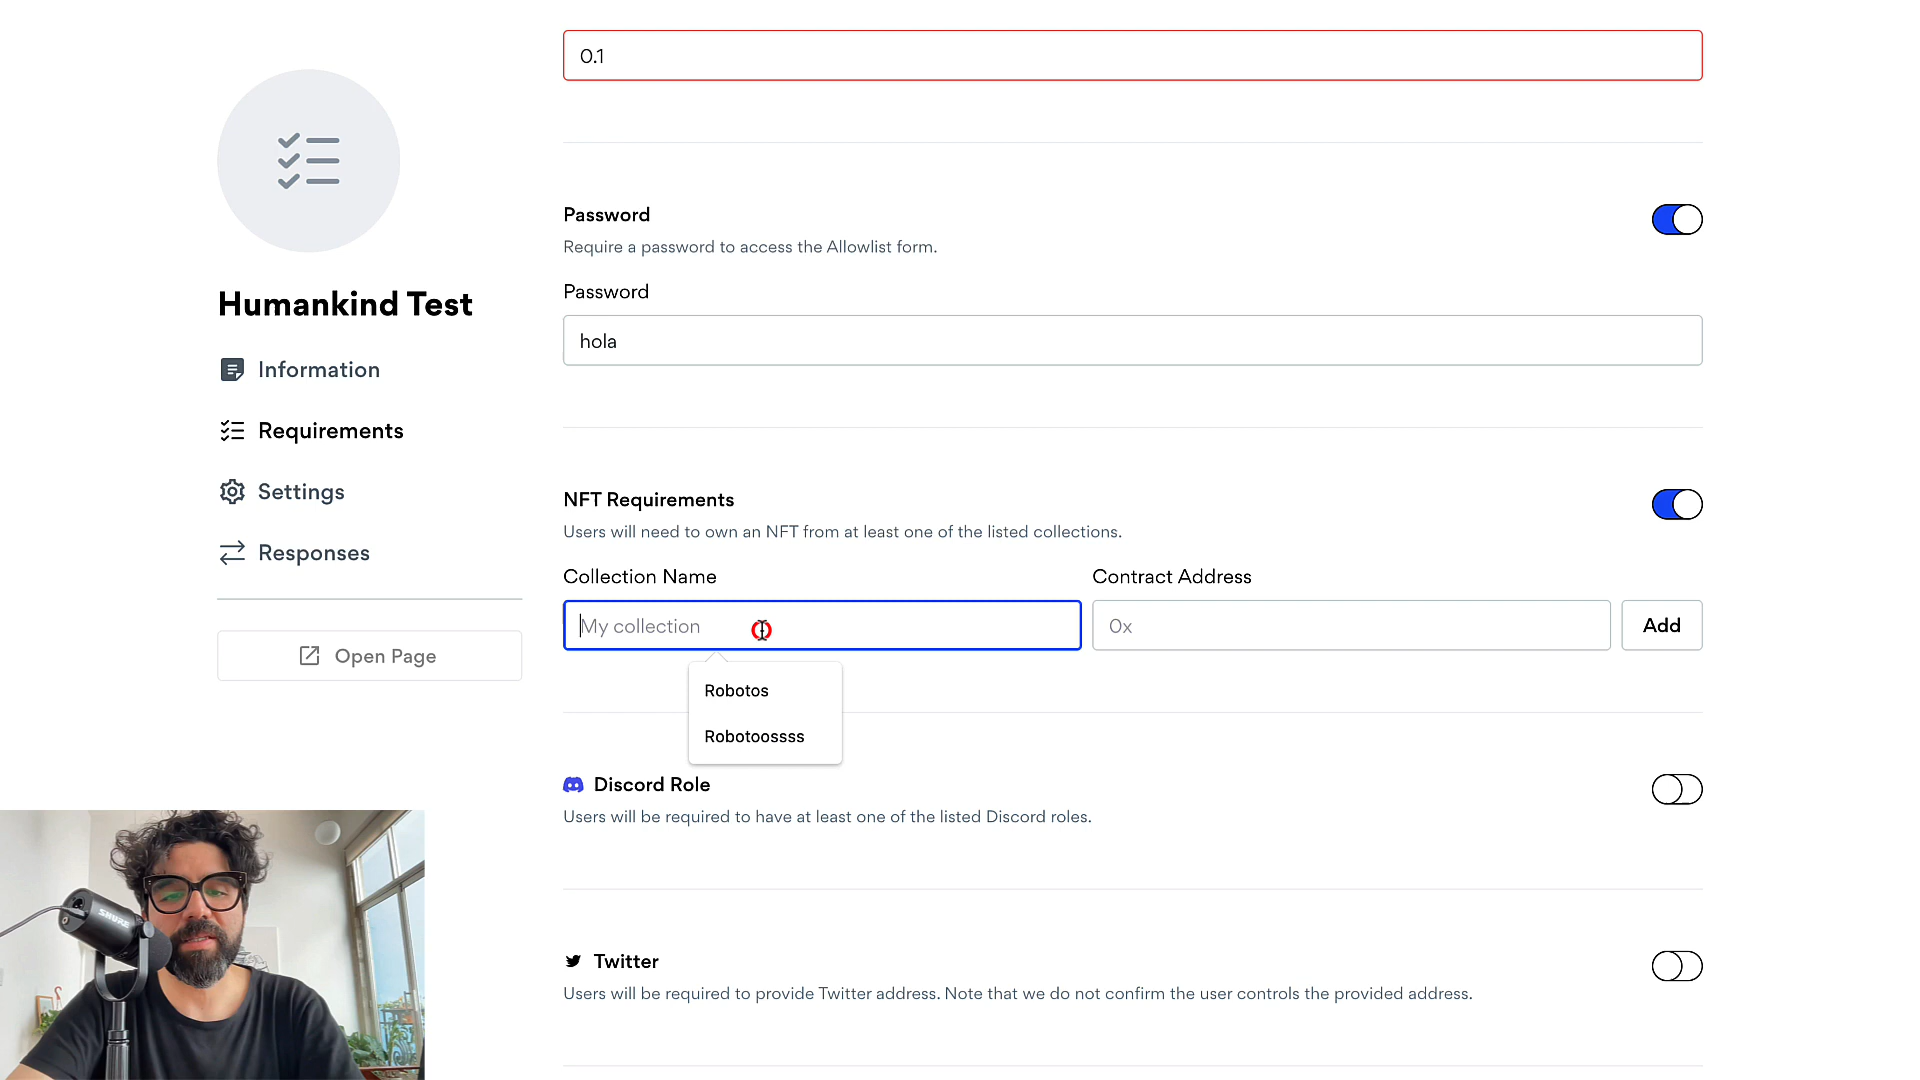 0.1
Password
Require a password to access the Allowlist form.
Password
hola
Humankind Test
Information
Requirements
Settings
Responses
Open Page
NFT Requirements
Users will need to own an NFT from at least one of the listed collections.
Collection Name
Contract Address
My collection
0x
Add
Robotos
Robotoossss
Discord Role
Users will be required to have at least one of the listed Discord roles.
Twitter
Users will be required to provide Twitter address. Note that we do not confirm the user controls the provided address.
SHURE